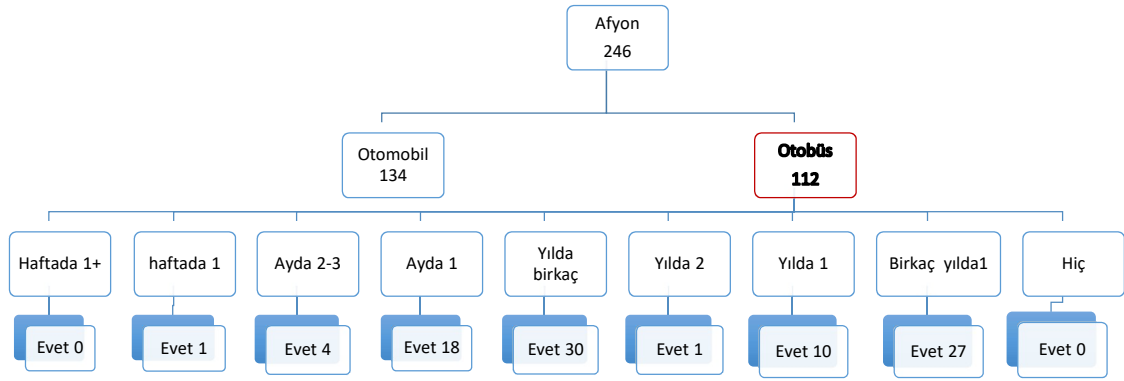 Afyon
246
Otomobil
134
Otobüs
112
Haftada 1+
haftada 1
Ayda 2-3
Ayda 1
Yılda
birkaç
Yılda 2
Yılda 1
Birkaç yılda1
Hiç
Evet 0
Evet 1
Evet 4
Evet 18
Evet 30
Evet 1
Evet 10
Evet 27
Evet 0